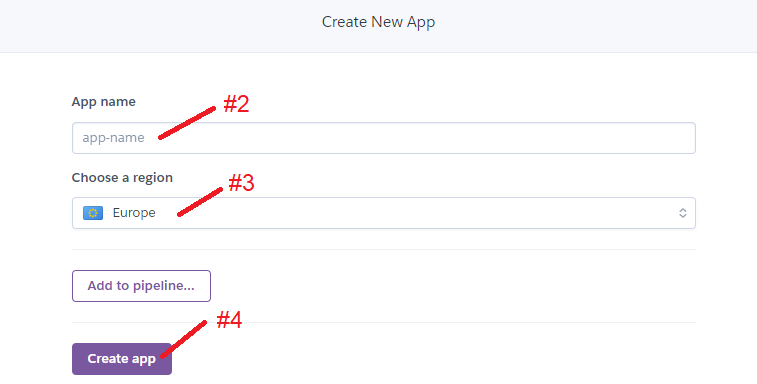 Create New App
App name
#2
app-name
Choose a region
#3
Europe
Add to pipeline...
#4
Create app